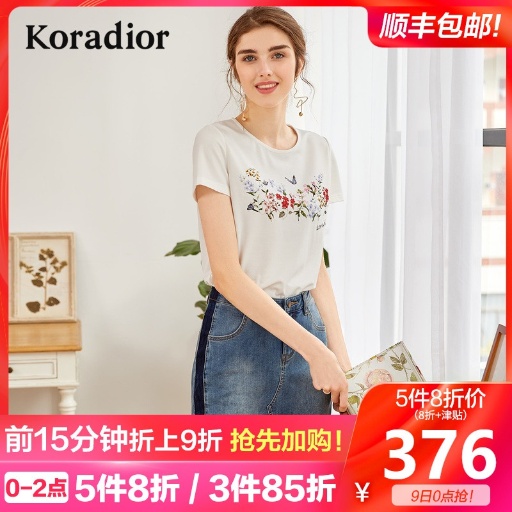 Koradior
顺丰包邮!
前15分钟折上9折 抢先加购!
0-2点 5件8折 / 3件85折
5件8折价
(8折+津贴)
¥ 376
9日0点抢!